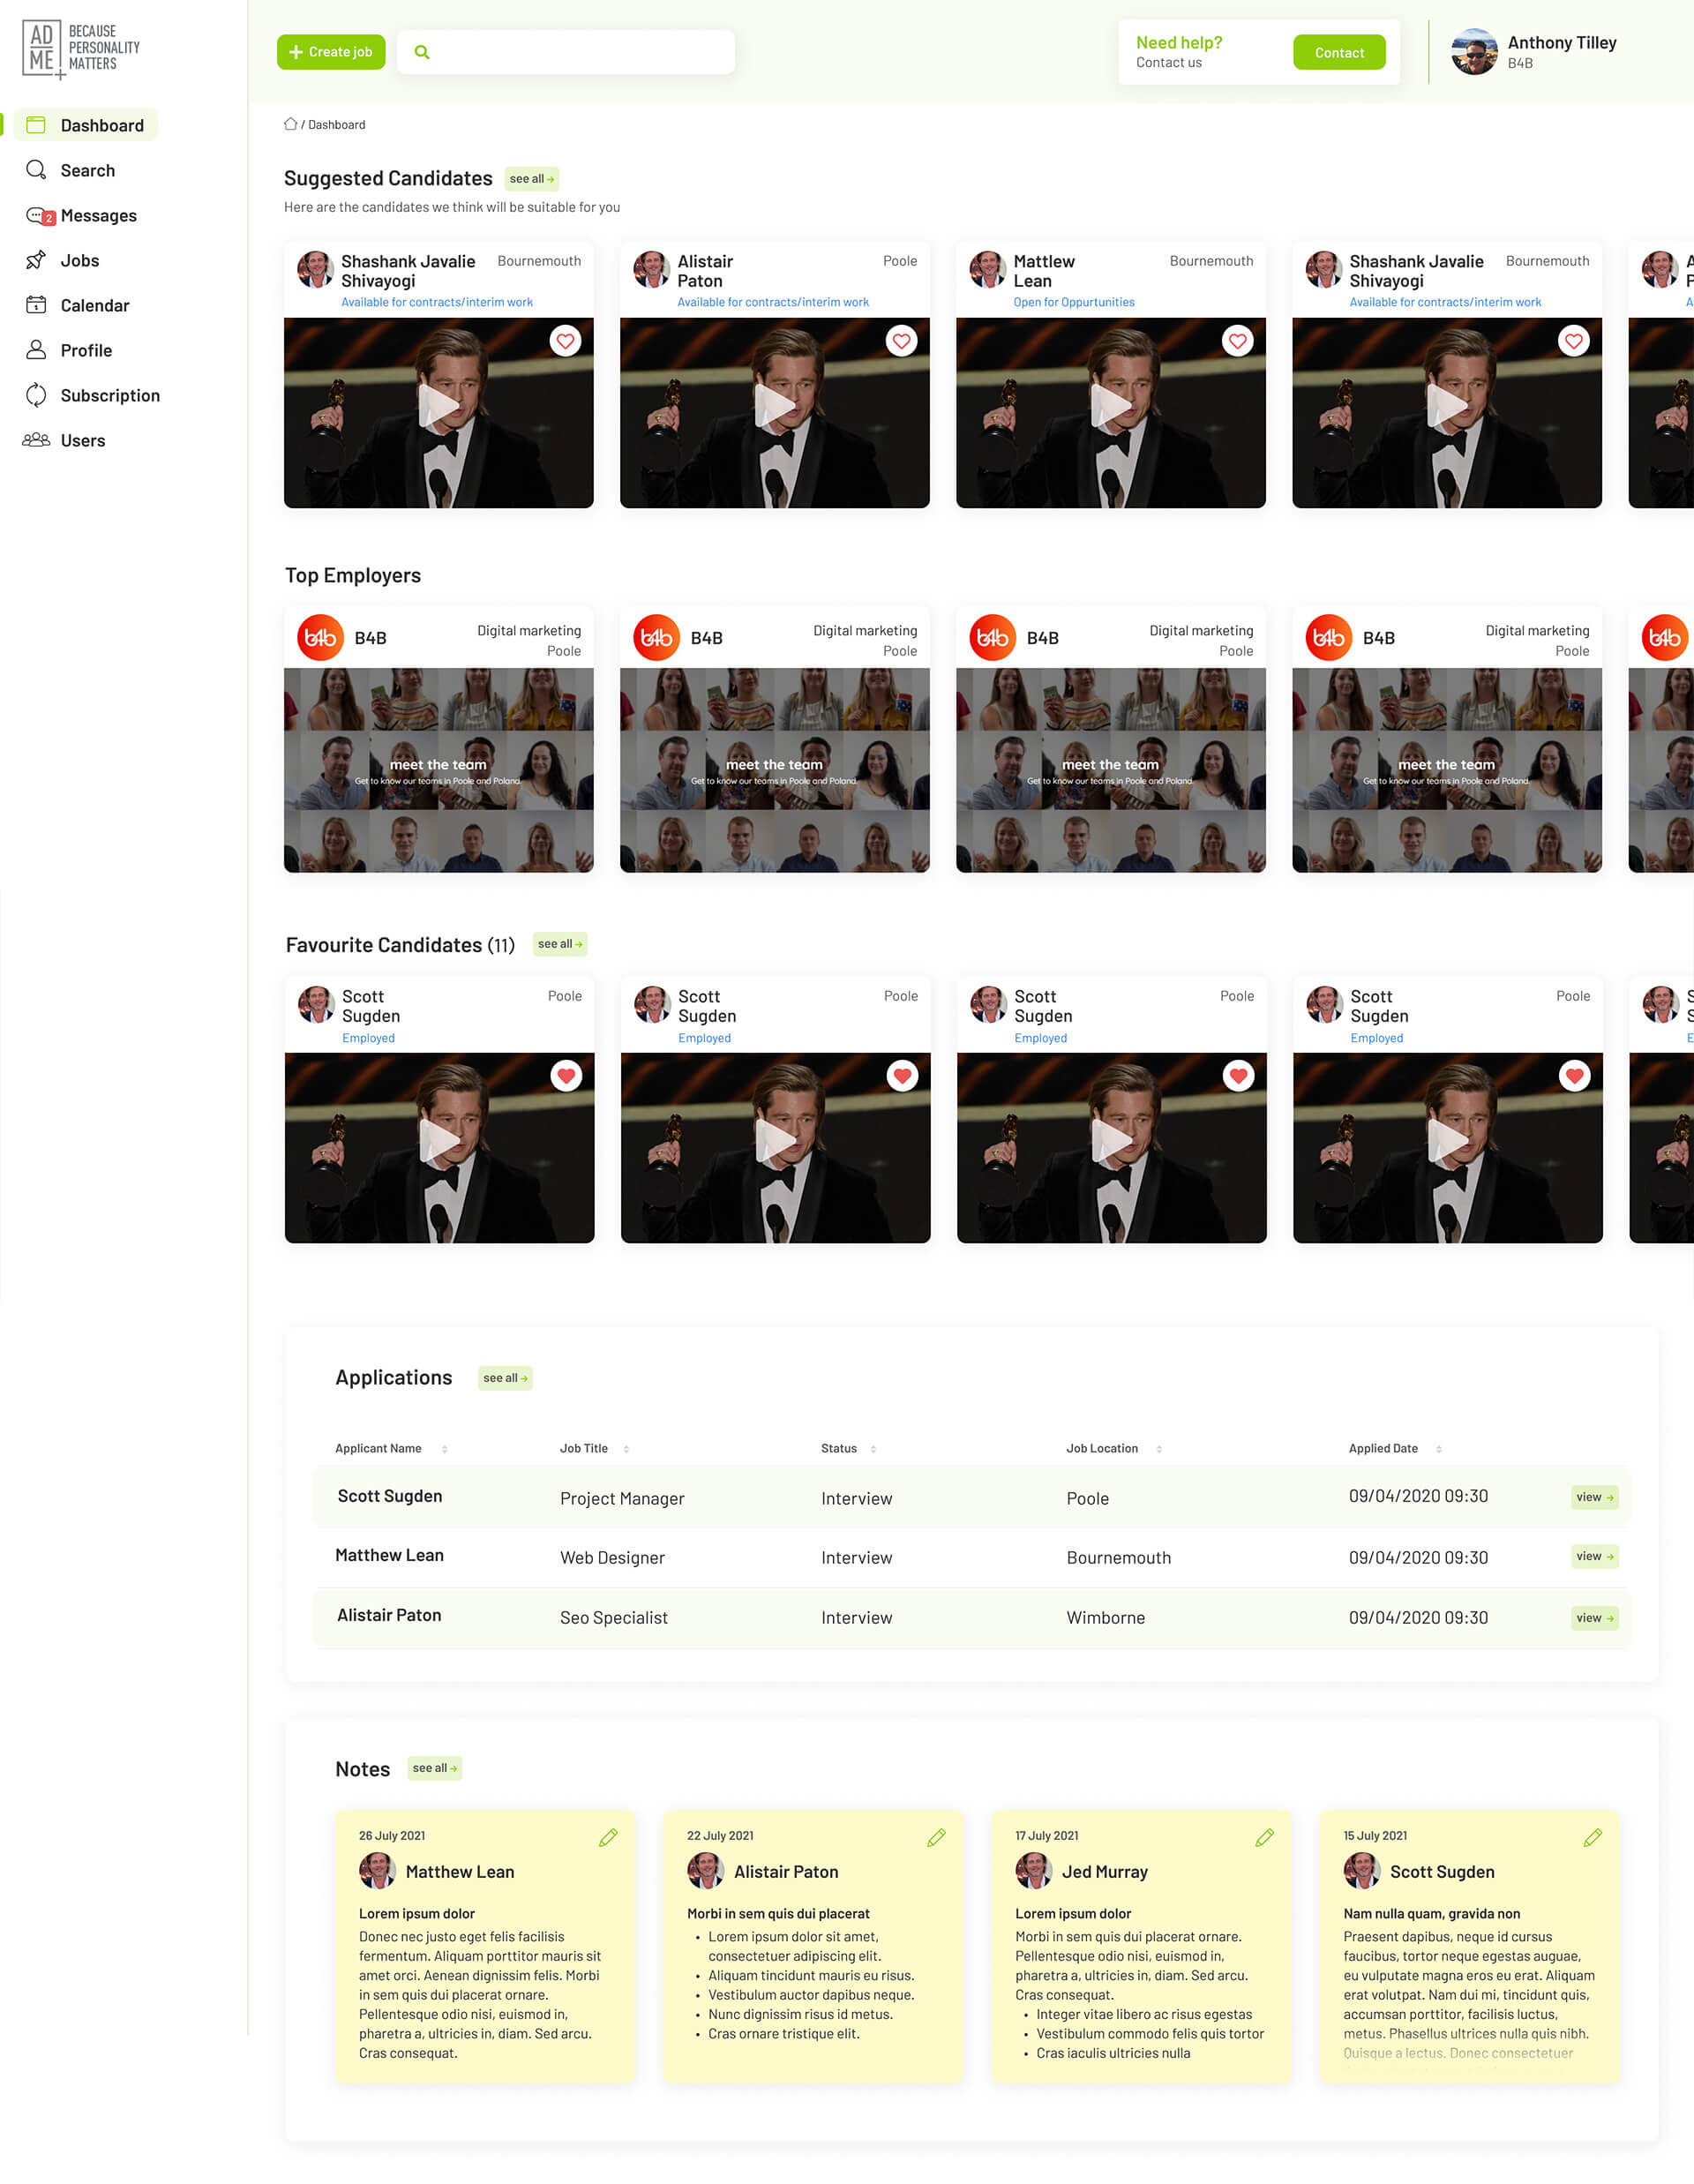 AD
ME
BECAUSE
PERSONALITY
MATTERS
Dashboard
Search
2
Messages
Jobs
1
Calendar
Profile
Subscription
Users
Create job
Need help?
Contact us
Contact
Anthony Tilley
B4B
/ Dashboard
Suggested Candidates see all
Here are the candidates we think will be suitable for you
Shashank Javalie
Shivayogi
Bournemouth
Available for contracts/interim work
Alistair
Paton
Poole
Available for contracts/interim work
Mattlew
Lean
Bournemouth
Open for Oppurtunities
Shashank Javalie
Shivayogi
Bournemouth
Available for contracts/interim work
A
Top Employers
b4b
B4B
Digital marketing
Poole
meet the team
Get to know our teams in Poole and Poland.
b4b
B4B
Digital marketing
Poole
meet the team
Get to know our teams in Poole and Poland.
b4b
B4B
Digital marketing
Poole
meet the team
Get to know our teams in Poole and Poland.
b4b
B4B
Digital marketing
Poole
meet the team
Get to know our teams in Poole and Poland.
b4b
Favourite Candidates (11) see all
Scott
Sugden
Poole
Employed
Scott
Sugden
Poole
Employed
Scott
Sugden
Poole
Employed
Scott
Sugden
Poole
Employed
Applications see all
Applicant Name Job Title Status Job Location Applied Date
Scott Sugden Project Manager Interview Poole 09/04/2020 09:30 view
Matthew Lean Web Designer Interview Bournemouth 09/04/2020 09:30 view
Alistair Paton Seo Specialist Interview Wimborne 09/04/2020 09:30 view
Notes see all
26 July 2021
Matthew Lean
Lorem ipsum dolor
Donec nec justo eget felis facilisis
fermentum. Aliquam porttitor mauris sit
amet orci. Aenean dignissim felis. Morbi
in sem quis dui placerat ornare.
Pellentesque odio nisi, euismod in,
pharetra a, ultricies in, diam. Sed arcu.
Cras consequat.
22 July 2021
Alistair Paton
Morbi in sem quis dui placerat
• Lorem ipsum dolor sit amet,
consectetuer adipiscing elit.
• Aliquam tincidunt mauris eu risus.
• Vestibulum auctor dapibus neque.
• Nunc dignissim risus id metus.
• Cras ornare tristique elit.
17 July 2021
Jed Murray
Lorem ipsum dolor
Morbi in sem quis dui placerat ornare.
Pellentesque odio nisi, euismod in,
pharetra a, ultricies in, diam. Sed arcu.
Cras consequat.
• Integer vitae libero ac risus egestas
• Vestibulum commodo felis quis tortor
• Cras iaculis ultricies nulla
15 July 2021
Scott Sugden
Nam nulla quam, gravida non
Praesent dapibus, neque id cursus
faucibus, tortor neque egestas auguae,
eu vulputate magna eros eu erat. Aliquam
erat volutpat. Nam dui mi, tincidunt quis,
accumsan porttitor, facilisis luctus,
metus. Phasellus ultrices nulla quis nibh.
Quisque a lectus. Donec consectetuer